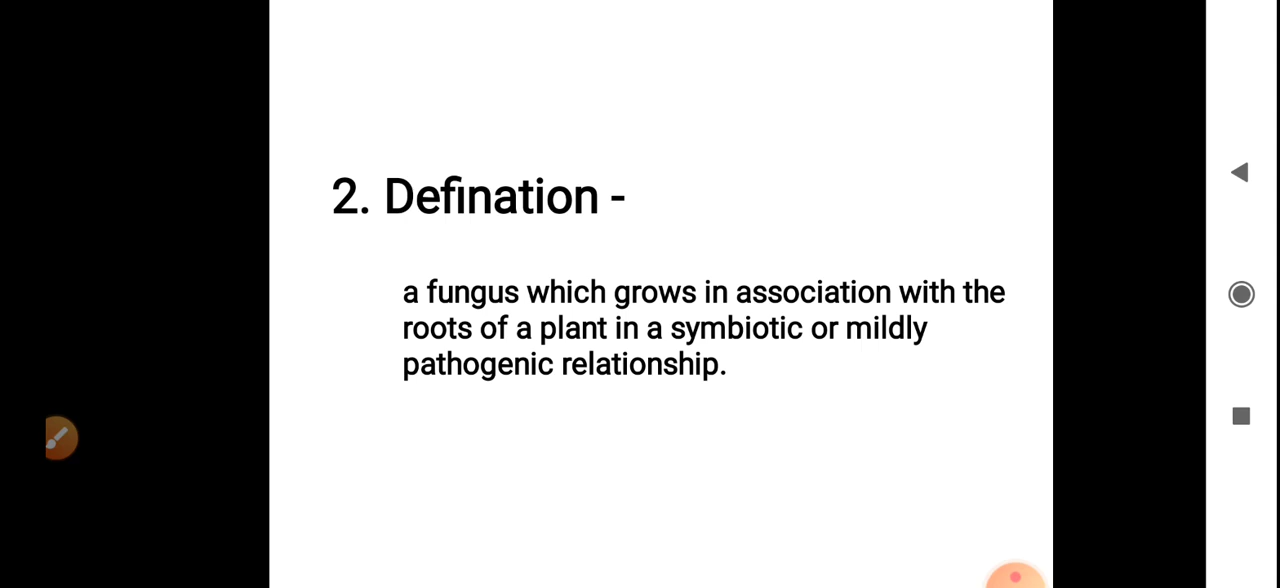 2. Defination -
a fungus which grows in association with the
roots of a plant in a symbiotic or mildly
pathogenic relationship.